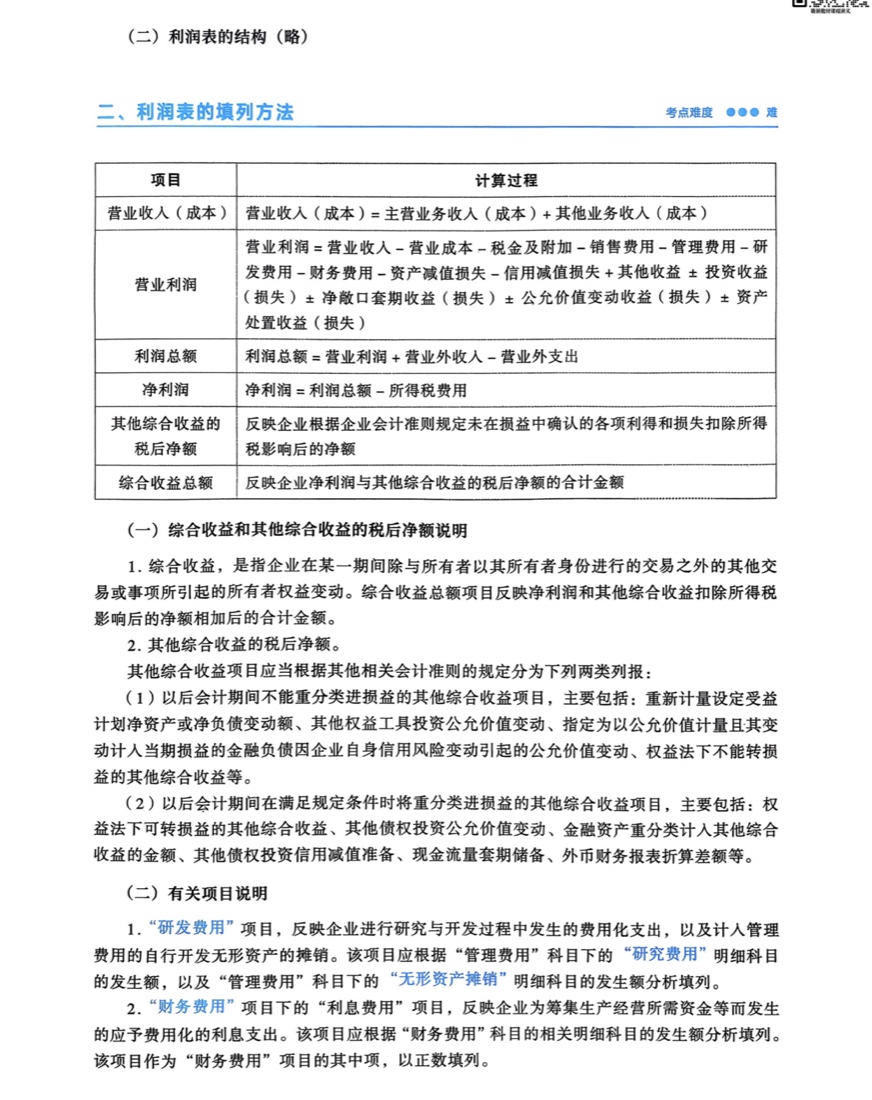 （二）利润表的结构（略）
二、利润表的填列方法
考点难度 ●●● 难
项目
计算过程
营业收入（成本）
营业收入（成本）= 主营业务收入（成本）+ 其他业务收入（成本）
营业利润
营业利润 = 营业收入 – 营业成本 – 税金及附加 – 销售费用 – 管理费用 – 研
发费用 – 财务费用 – 资产减值损失 – 信用减值损失 + 其他收益 ± 投资收益
（损失）± 净敞口套期收益（损失）± 公允价值变动收益（损失）± 资产
处置收益（损失）
利润总额
利润总额 = 营业利润 + 营业外收入 – 营业外支出
净利润
净利润 = 利润总额 – 所得税费用
其他综合收益的
税后净额
反映企业根据企业会计准则规定未在损益中确认的各项利得和损失扣除所得
税影响后的净额
综合收益总额
反映企业净利润与其他综合收益的税后净额的合计金额
（一）综合收益和其他综合收益的税后净额说明
1. 综合收益，是指企业在某一期间除与所有者以其所有者身份进行的交易之外的其他交
易或事项所引起的所有者权益变动。综合收益总额项目反映净利润和其他综合收益扣除所得税
影响后的净额相加后的合计金额。
2. 其他综合收益的税后净额。
其他综合收益项目应当根据其他相关会计准则的规定分为下列两类列报：
（1）以后会计期间不能重分类进损益的其他综合收益项目，主要包括：重新计量设定受益
计划净资产或净负债变动额、其他权益工具投资公允价值变动、指定为以公允价值计量且其变
动计入当期损益的金融负债因企业自身信用风险变动引起的公允价值变动、权益法下不能转损
益的其他综合收益等。
（2）以后会计期间在满足规定条件时将重分类进损益的其他综合收益项目，主要包括：权
益法下可转损益的其他综合收益、其他债权投资公允价值变动、金融资产重分类计入其他综合
收益的金额、其他债权投资信用减值准备、现金流量套期储备、外币财务报表折算差额等。
（二）有关项目说明
1. “研发费用”项目，反映企业进行研究与开发过程中发生的费用化支出，以及计入管理
费用的自行开发无形资产的摊销。该项目应根据“管理费用”科目下的“研究费用”明细科目
的发生额，以及“管理费用”科目下的“无形资产摊销”明细科目的发生额分析填列。
2. “财务费用”项目下的“利息费用”项目，反映企业为筹集生产经营所需资金等而发生
的应予费用化的利息支出。该项目应根据“财务费用”科目的相关明细科目的发生额分析填列。
该项目作为“财务费用”项目的其中项，以正数填列。